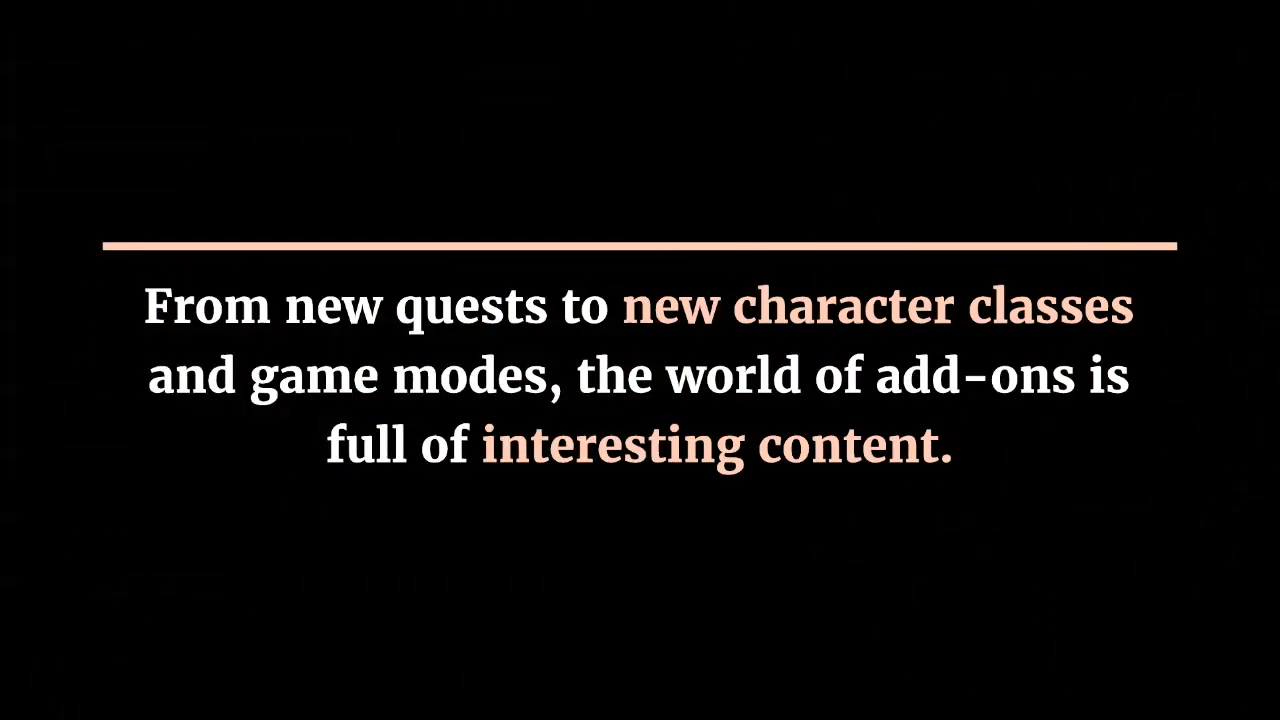 From new quests to new character classes
and game modes, the world of add-ons is
full of interesting content.